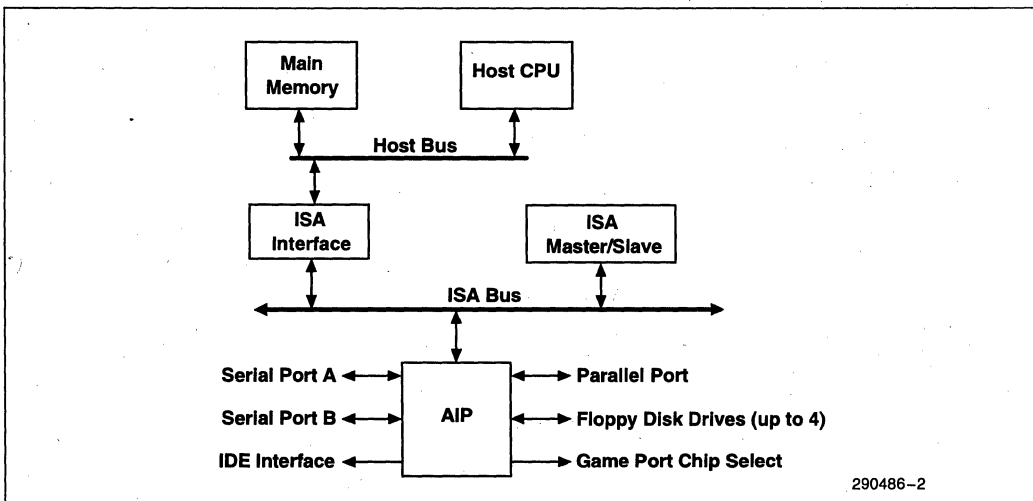 Main
Memory
Host CPU
Host Bus
ISA
Interface
ISA
Master/Slave
ISA Bus
Serial Port A
Parallel Port
Serial Port B
AIP
Floppy Disk Drives (up to 4)
IDE Interface
Game Port Chip Select
290486–2